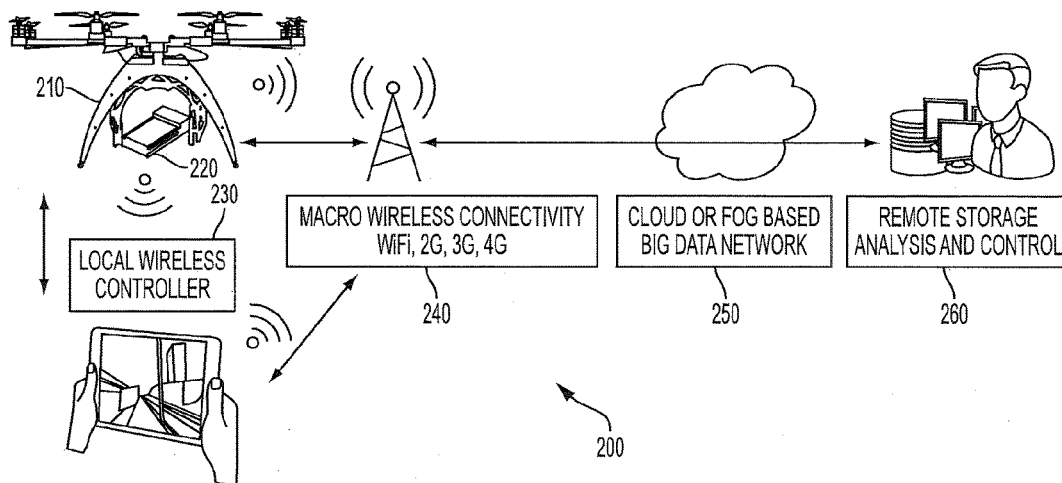 210
220
230
LOCAL WIRELESS
CONTROLLER
MACRO WIRELESS CONNECTIVITY
WiFi, 2G, 3G, 4G
240
CLOUD OR FOG BASED
BIG DATA NETWORK
250
REMOTE STORAGE
ANALYSIS AND CONTROL
260
200